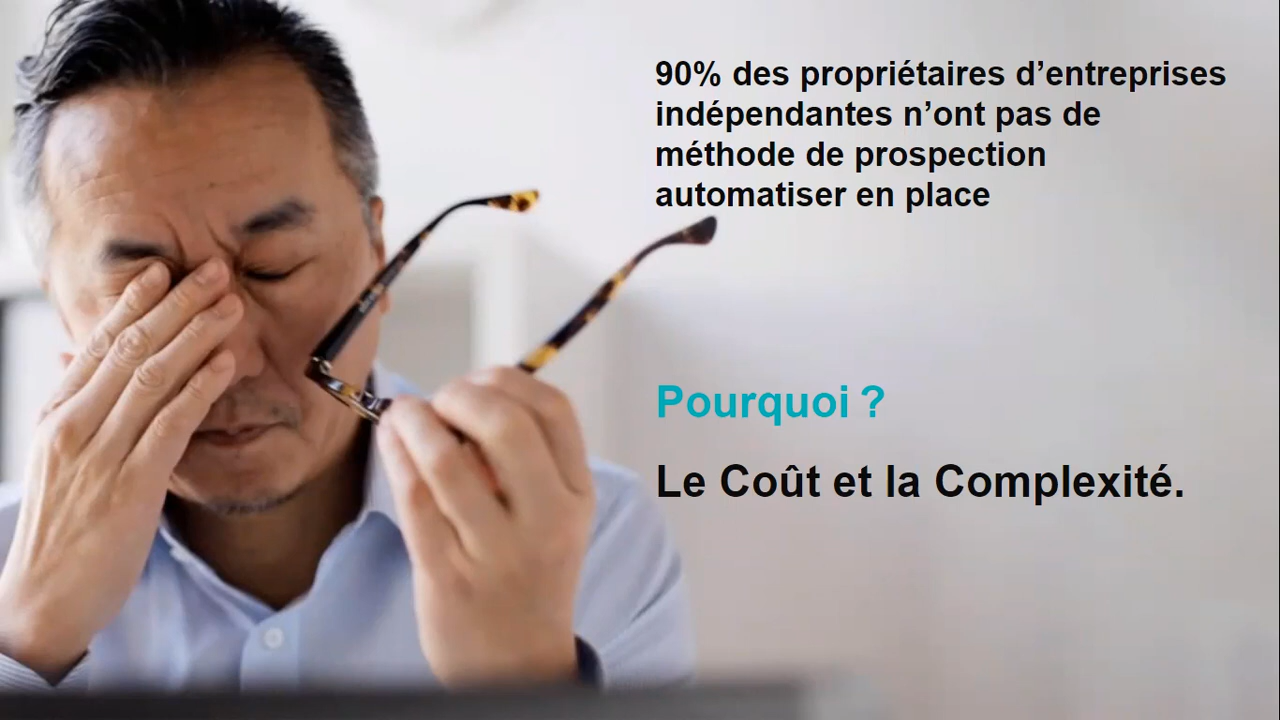 90% des propriétaires d’entreprises
indépendantes n’ont pas de
méthode de prospection
automatiser en place
Pourquoi ?
Le Coût et la Complexité.